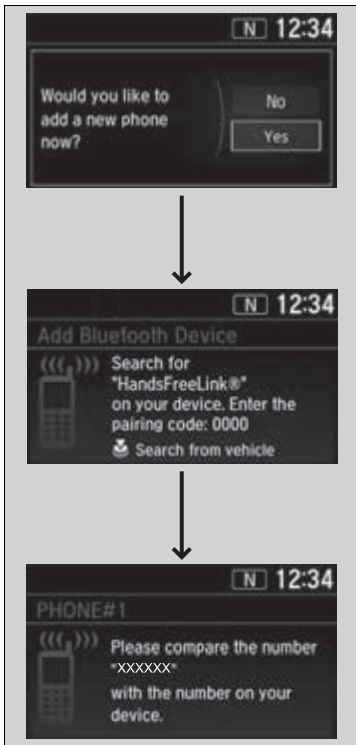 N 12:34
Would you like to
add a new phone
now?
No
Yes
N 12:34
Add Bluetooth Device
Search for
"HandsFreeLink®"
on your device. Enter the
pairing code: 0000
Search from vehicle
N 12:34
PHONE#1
Please compare the number
"XXXXXX"
with the number on your
device.